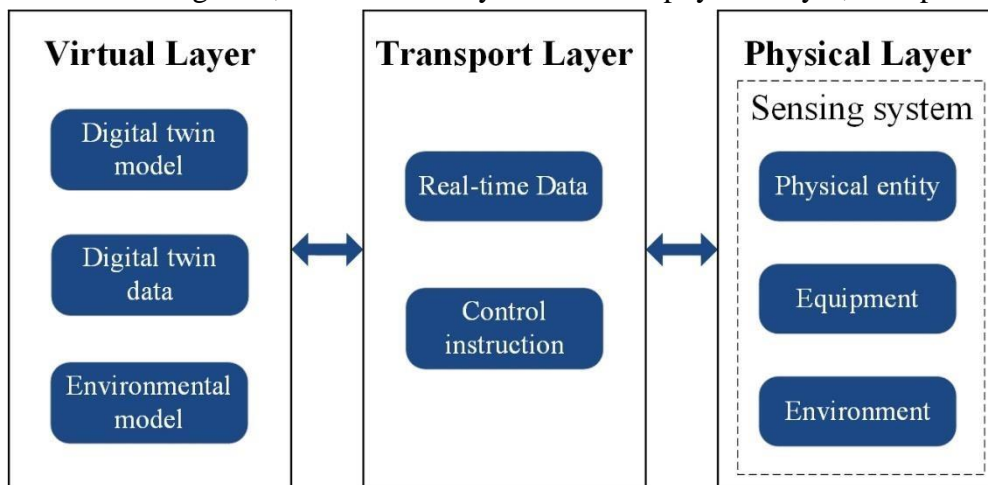 Virtual Layer
Digital twin
model
Digital twin
data
Environmental
model
Transport Layer
Real-time Data
Control
instruction
Physical Layer
Sensing system
Physical entity
Equipment
Environment